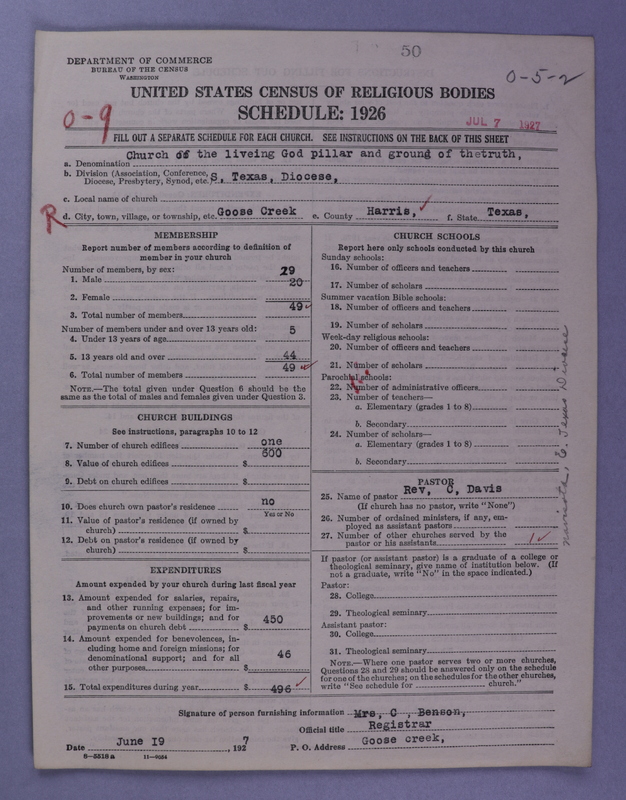 50
DEPARTMENT OF COMMERCE
BUREAU OF THE CENSUS
WASHINGTON
0-5-2
UNITED STATES CENSUS OF RELIGIOUS BODIES
SCHEDULE: 1926
0-9
JUL 7 1927
FILL OUT A SEPARATE SCHEDULE FOR EACH CHURCH. SEE INSTRUCTIONS ON THE BACK OF THIS SHEET
a. Denomination Church of the liveing God pillar and groung of thetruth,
b. Division (Association, Conference, Diocese, Presbytery, Synod, etc. S, Texas, Diocese,
c. Local name of church
R
d. City, town, village, or township, etc. Goose Creek e. County Harris, f. State Texas,
MEMBERSHIP
Report number of members according to definition of
member in your church
Number of members, by sex:
1. Male 29
2. Female 20
3. Total number of members 49
Number of members under and over 13 years old:
4. Under 13 years of age 5
5. 13 years old and over 44
6. Total number of members 49
NOTE.—The total given under Question 6 should be the
same as the total of males and females given under Question 3.
CHURCH BUILDINGS
See instructions, paragraphs 10 to 12
7. Number of church edifices one
8. Value of church edifices $ 600
9. Debt on church edifices $
10. Does church own pastor's residence no
Yes or No
11. Value of pastor's residence (if owned by
church) $
12. Debt on pastor's residence (if owned by
church) $
EXPENDITURES
Amount expended by your church during last fiscal year
13. Amount expended for salaries, repairs,
and other running expenses; for im-
provements or new buildings; and for
payments on church debt $ 450
14. Amount expended for benevolences, in-
cluding home and foreign missions; for
denominational support; and for all
other purposes $ 46
15. Total expenditures during year $ 496
CHURCH SCHOOLS
Report here only schools conducted by this church
Sunday schools:
16. Number of officers and teachers
17. Number of scholars
Summer vacation Bible schools:
18. Number of officers and teachers
19. Number of scholars
Week-day religious schools:
20. Number of officers and teachers
21. Number of scholars
Parochial schools:
22. Number of administrative officers
23. Number of teachers—
a. Elementary (grades 1 to 8)
b. Secondary
24. Number of scholars—
a. Elementary (grades 1 to 8)
b. Secondary
PASTOR
25. Name of pastor Rev, C, Davis
(If church has no pastor, write "None")
26. Number of ordained ministers, if any, em-
ployed as assistant pastors
27. Number of other churches served by the
pastor or his assistants 1
If pastor (or assistant pastor) is a graduate of a college or
theological seminary, give name of institution below. (If
not a graduate, write "No" in the space indicated.)
Pastor:
28. College
29. Theological seminary
Assistant pastor:
30. College
31. Theological seminary
NOTE.—Where one pastor serves two or more churches,
Questions 28 and 29 should be answered only on the schedule
for one of the churches; on the schedules for the other churches,
write "See schedule for church."
Texas Diocese
Signature of person furnishing information Mrs, C, Benson,
Official title Registrar
Date June I9, 1927 P. O. Address Goose creek,
6—5518a 11—9054